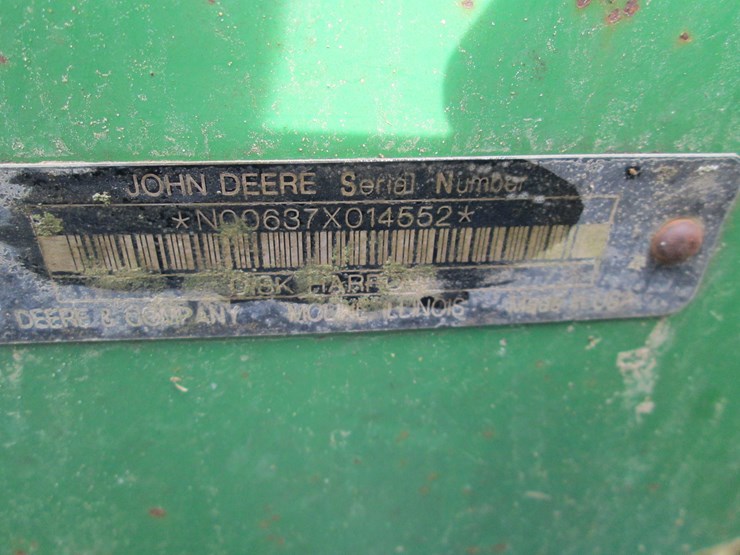 JOHN DEERE Serial Number
*N00637X014552*
DISK HARROW
DEERE & COMPANY MOLINE ILLINOIS